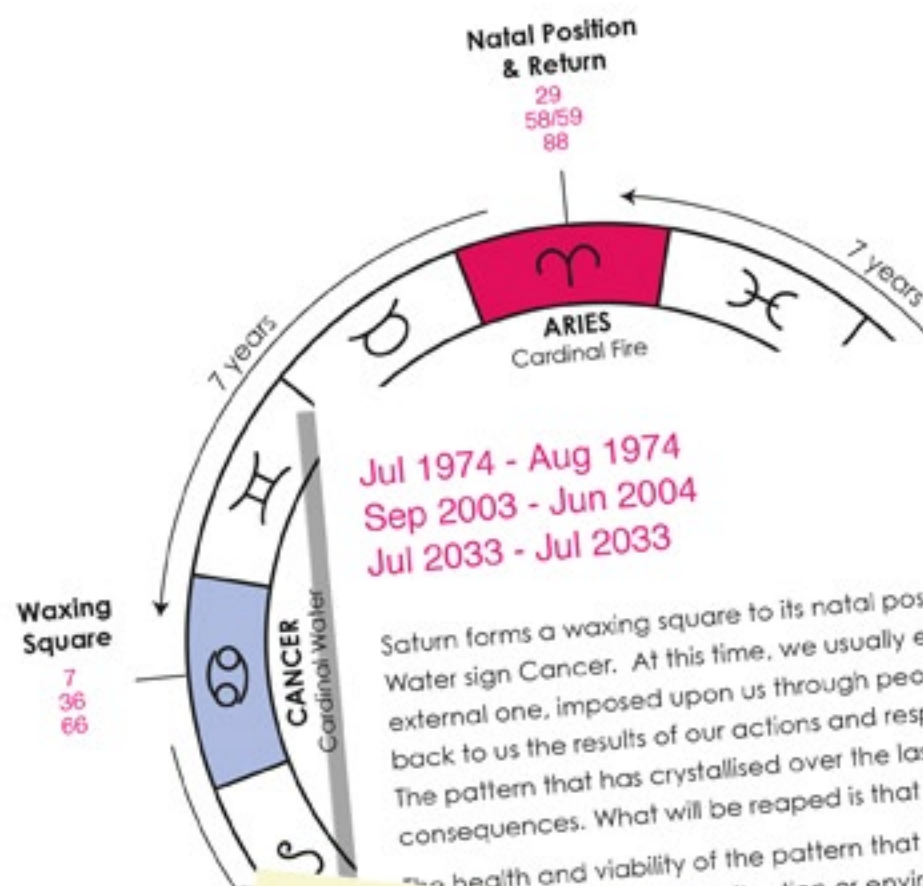 Natal Position
& Return
29
58/59
88
7 years
7 years
ARIES
Cardinal Fire
Jul 1974 - Aug 1974
Sep 2003 - Jun 2004
Jul 2033 - Jul 2033
Waxing
Square
7
36
66
CANCER
Cardinal Water
Saturn forms a waxing square to its natal
Water sign Cancer. At this time, we usually
external one, imposed upon us through
back to us the results of our actions and
The pattern that has crystallised over the
consequences. What will be reaped is that
The health and viability of the pattern that
or